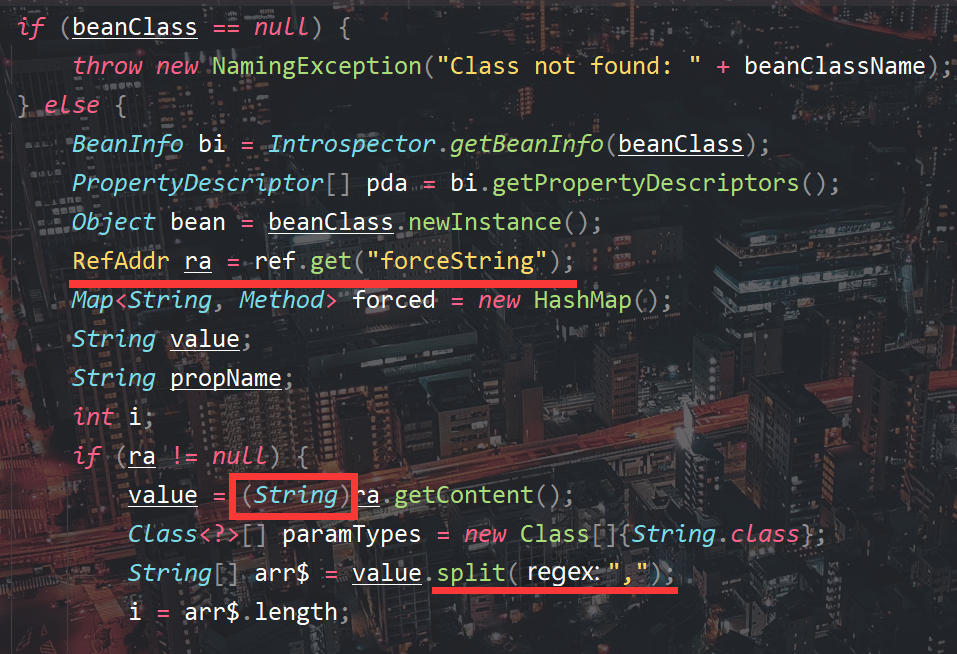 if (beanClass == null) {
throw new NamingException("Class not found: " + beanClassName);
} else {
BeanInfo bi = Introspector.getBeanInfo(beanClass);
PropertyDescriptor[] pda = bi.getPropertyDescriptors();
Object bean = beanClass.newInstance();
RefAddr ra = ref.get("forceString");
Map<String, Method> forced = new HashMap();
String value;
String propName;
int i;
if (ra != null) {
value = (String)ra.getContent();
Class<?>[] paramTypes = new Class[]{String.class};
String[] arr$ = value.split( regex: ",");
i = arr$.length;